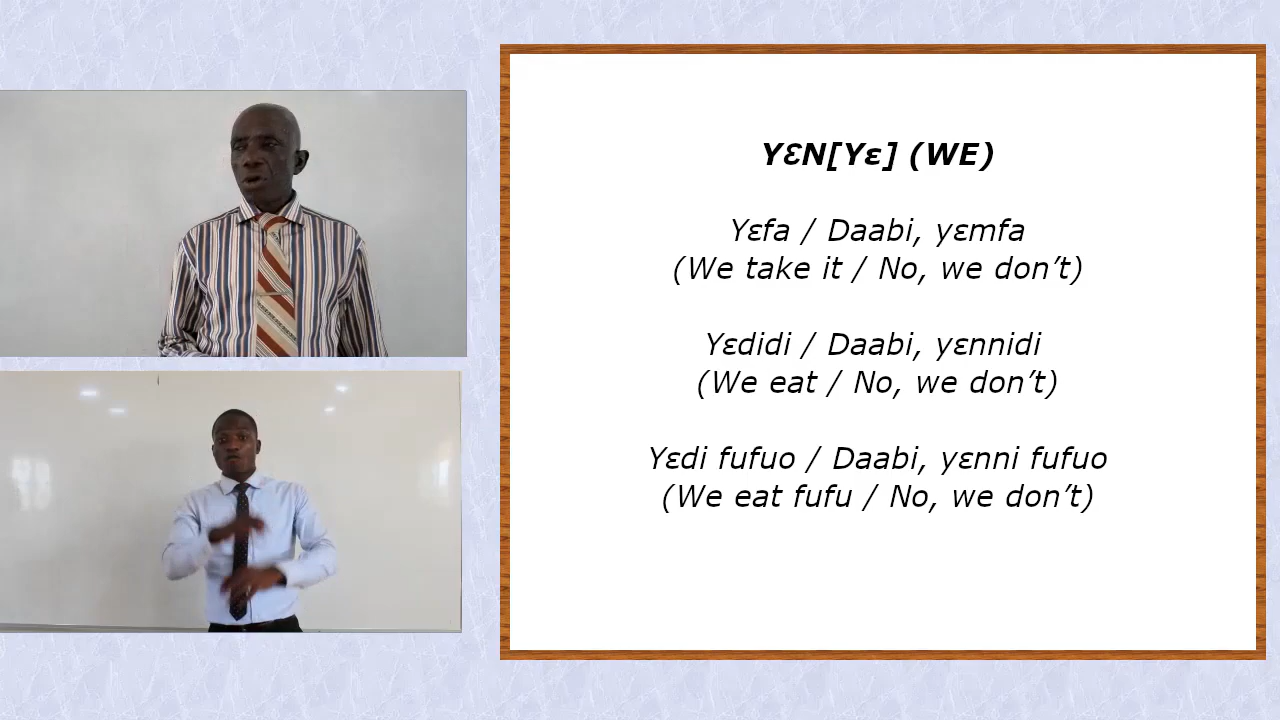 YƐN[Yɛ] (WE)
Yɛfa / Daabi, yɛmfa
(We take it / No, we don’t)
Yɛdidi / Daabi, yɛnnidi
(We eat / No, we don’t)
Yɛdi fufuo / Daabi, yɛnni fufuo
(We eat fufu / No, we don’t)